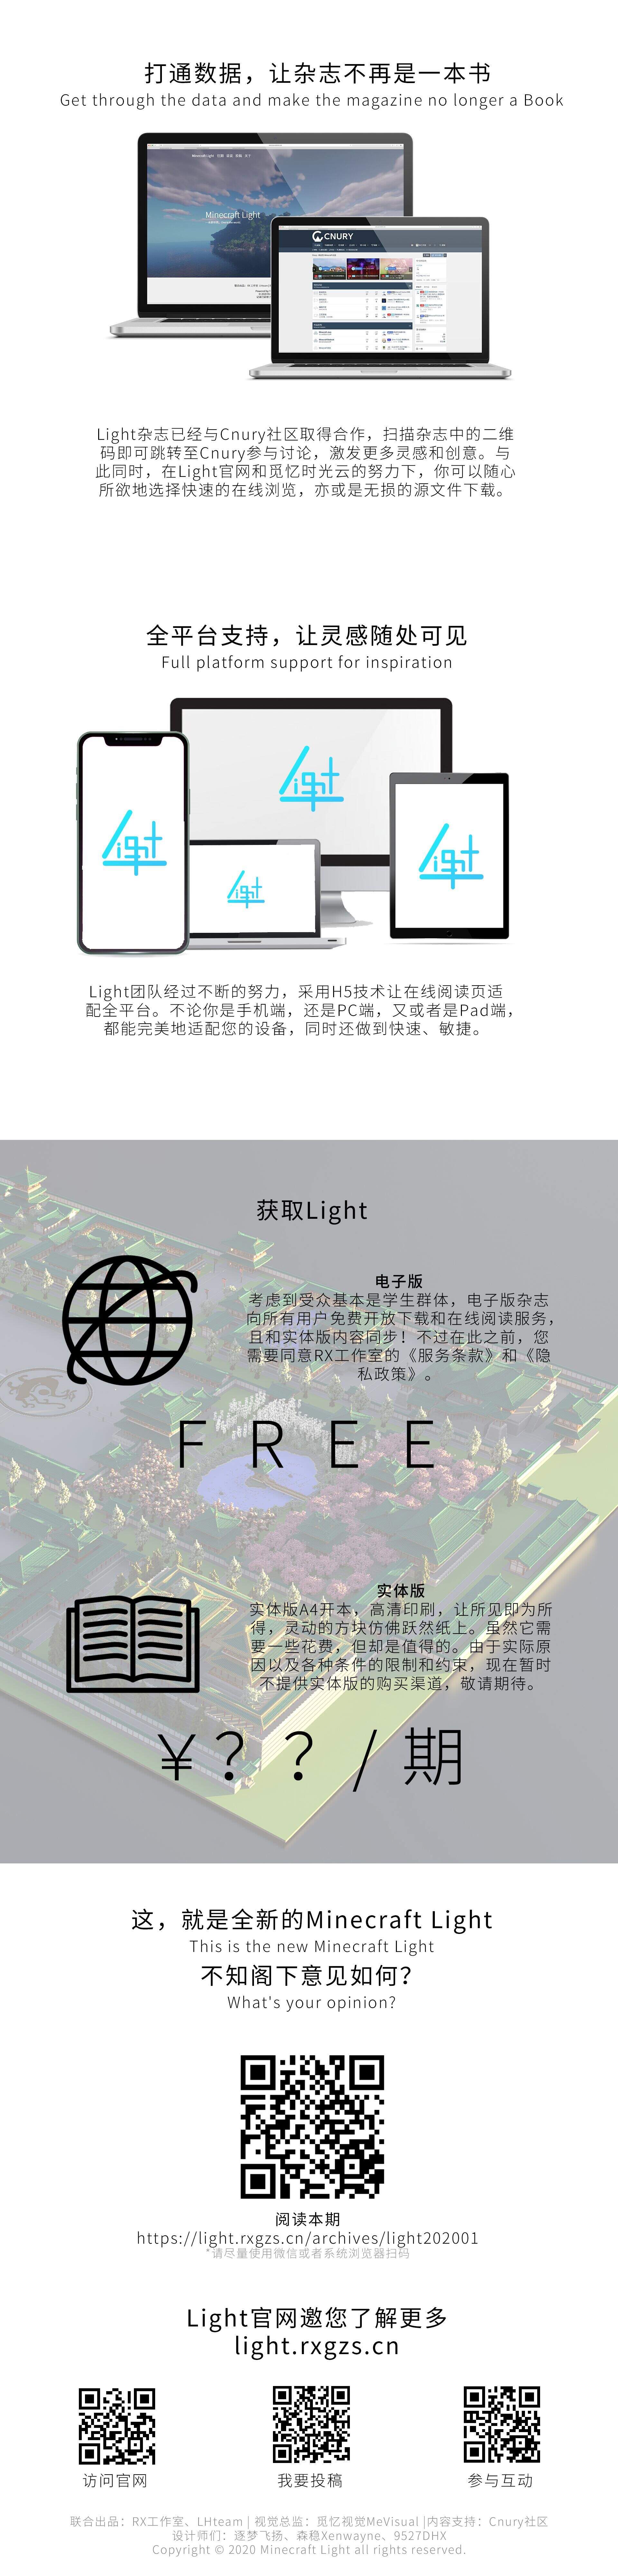 打通数据，让杂志不再是一本书
Get through the data and make the magazine no longer a Book
Minecraft Light
CNURY
Light杂志已经与Cnury社区取得合作，扫描杂志中的二维
码即可跳转至Cnury参与讨论，激发更多灵感和创意。与
此同时，在Light官网和觅忆时光云的努力下，你可以随心
所欲地选择快速的在线浏览，亦或是无损的源文件下载。
全平台支持，让灵感随处可见
Full platform support for inspiration
Light
Light
Light
Light
Light团队经过不断的努力，采用H5技术让在线阅读页适
配全平台。不论你是手机端，还是PC端，又或者是Pad端，
都能完美地适配您的设备，同时还做到快速、敏捷。
获取Light
电子版
考虑到受众基本是学生群体，电子版杂志
向所有用户免费开放下载和在线阅读服务，
且和实体版内容同步！不过在此之前，您
需要同意RX工作室的《服务条款》和《隐
私政策》。
F R E E
实体版
实体版A4开本，高清印刷，让所见即为所
得，灵动的方块仿佛跃然纸上。虽然它需
要一些花费，但却是值得的。由于实际原
因以及各种条件的限制和约束，现在暂时
不提供实体版的购买渠道，敬请期待。
￥？？/期
这，就是全新的Minecraft Light
This is the new Minecraft Light
不知阁下意见如何？
What's your opinion?
阅读本期
https://light.rxgzs.cn/archives/light202001
*请尽量使用微信或者系统浏览器扫码
Light官网邀您了解更多
light.rxgzs.cn
访问官网
我要投稿
参与互动
联合出品：RX工作室、LHteam | 视觉总监：觅忆视觉MeVisual |内容支持：Cnury社区
设计师们：逐梦飞扬、森稳Xenwayne、9527DHX
Copyright © 2020 Minecraft Light all rights reserved.